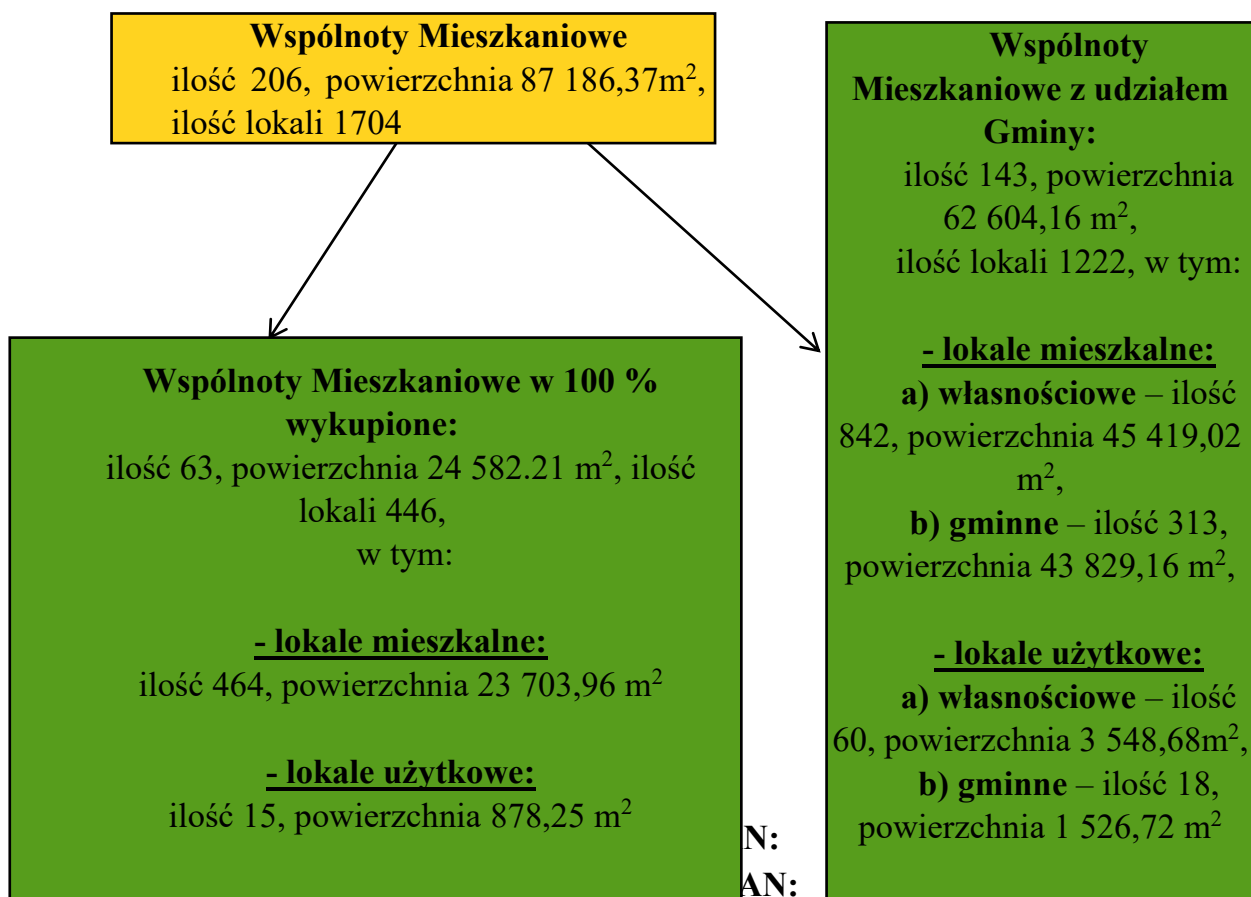 Wspólnoty Mieszkaniowe
ilość 206, powierzchnia 87 186,37m²,
ilość lokali 1704
Wspólnoty Mieszkaniowe w 100 %
wykupione:
ilość 63, powierzchnia 24 582.21 m², ilość
lokali 446,
w tym:
- lokale mieszkalne:
ilość 464, powierzchnia 23 703,96 m²
- lokale użytkowe:
ilość 15, powierzchnia 878,25 m²
Wspólnoty
Mieszkaniowe z udziałem
Gminy:
ilość 143, powierzchnia
62 604,16 m²,
ilość lokali 1222, w tym:
- lokale mieszkalne:
a) własnościowe – ilość
842, powierzchnia 45 419,02
m²,
b) gminne – ilość 313,
powierzchnia 43 829,16 m²,
- lokale użytkowe:
a) własnościowe – ilość
60, powierzchnia 3 548,68m²,
b) gminne – ilość 18,
powierzchnia 1 526,72 m²
N:
AN: